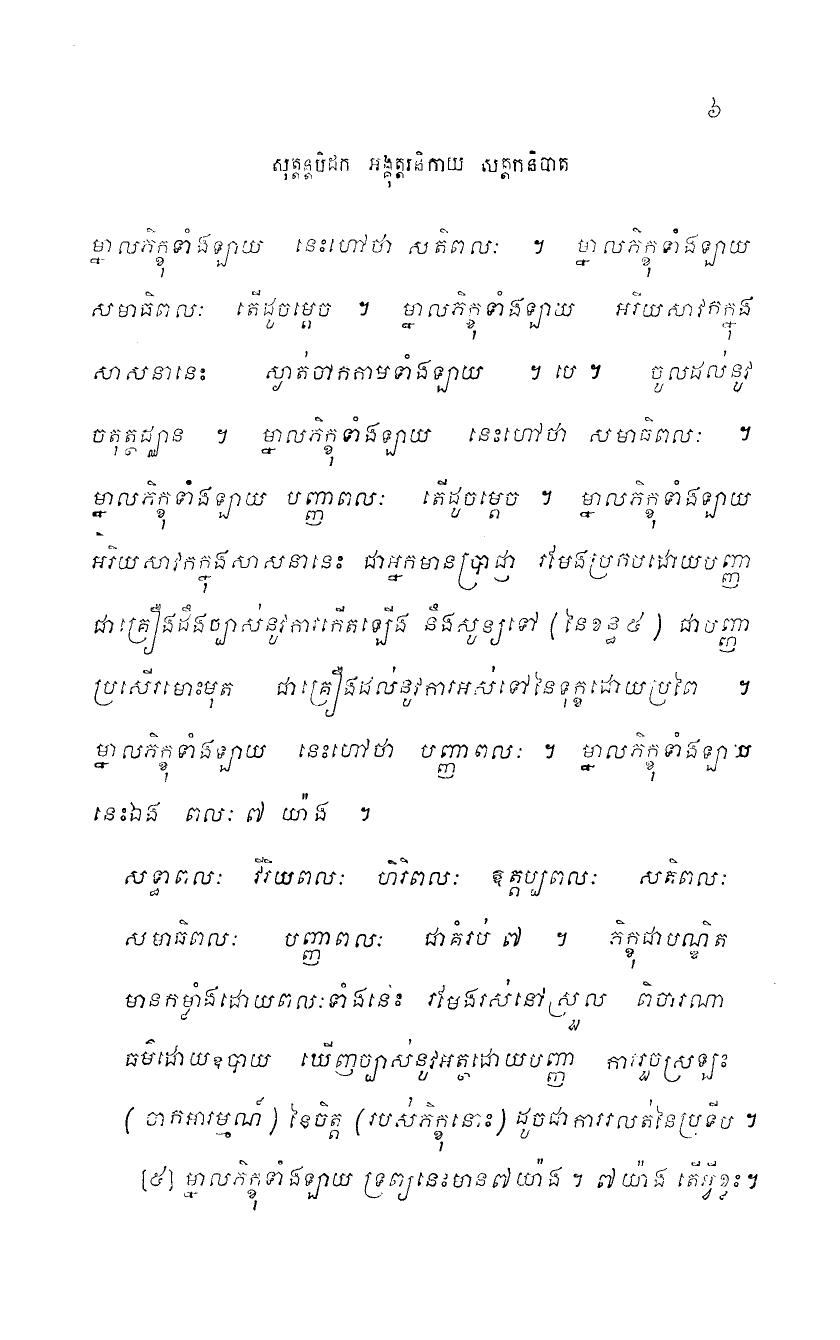 ៦
សុត្តន្តបិដក អង្គុត្តរនិកាយ សត្តកនិបាត
ម្នាលភិក្ខុទាំងឡាយ នេះហៅថា សតិពលៈ ។ ម្នាលភិក្ខុទាំងឡាយ
សមាធិពលៈ តើដូចម្តេច ។ ម្នាលភិក្ខុទាំងឡាយ អរិយសាវកក្នុង
សាសនានេះ ស្ងាត់ចាកកាមទាំងឡាយ ។ បេ ។ ចូលដល់នូវ
ចតុត្ថជ្ឈាន ។ ម្នាលភិក្ខុទាំងឡាយ នេះហៅថា សមាធិពលៈ ។
ម្នាលភិក្ខុទាំងឡាយ បញ្ញាពលៈ តើដូចម្តេច ។ ម្នាលភិក្ខុទាំងឡាយ
អរិយសាវកក្នុងសាសនានេះ ជាអ្នកមានប្រាជ្ញា រមែងប្រកបដោយបញ្ញា
ជាគ្រឿងដឹងច្បាស់នូវការកើតឡើង នឹងសូន្យទៅ (នៃខន្ធ៥) ជាបញ្ញា
ប្រសើរមោះមុត ជាគ្រឿងដល់នូវការអស់ទៅនៃទុក្ខដោយប្រពៃ ។
ម្នាលភិក្ខុទាំងឡាយ នេះហៅថា បញ្ញាពលៈ ។ ម្នាលភិក្ខុទាំងឡាយ
នេះឯង ពលៈ ៧ យ៉ាង ។
សទ្ធាពលៈ វីរិយពលៈ ហិរិពលៈ ឱត្តប្បពលៈ សតិពលៈ
សមាធិពលៈ បញ្ញាពលៈ ជាគំរប់ ៧ ។ ភិក្ខុជាបណ្ឌិត
មានកម្លាំងដោយពលៈទាំងនេះ រមែងរស់នៅស្រួល ពិចារណា
ធម៌ដោយឧបាយ ឃើញច្បាស់នូវអត្ថដោយបញ្ញា ការរួចស្រឡះ
(ចាកអារម្មណ៍) នៃចិត្ត (របស់ភិក្ខុនោះ) ដូចជាការរលត់នៃប្រទីប ។
[៥] ម្នាលភិក្ខុទាំងឡាយ ទ្រព្យនេះមាន៧យ៉ាង ។ ៧យ៉ាង តើអ្វីខ្លះ។